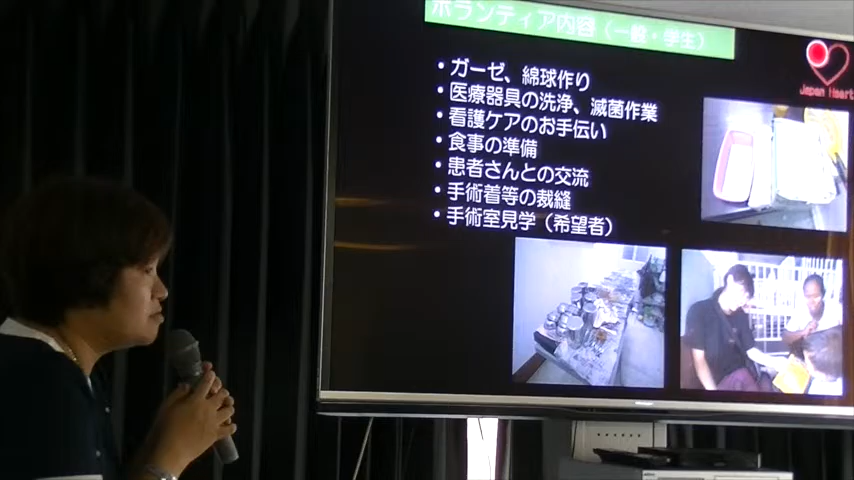 ボランティア内容（一般・学生）
Japan Heart
・ガーゼ、綿球作り
・医療器具の洗浄、滅菌作業
・看護ケアのお手伝い
・食事の準備
・患者さんとの交流
・手術着等の裁縫
・手術室見学（希望者）